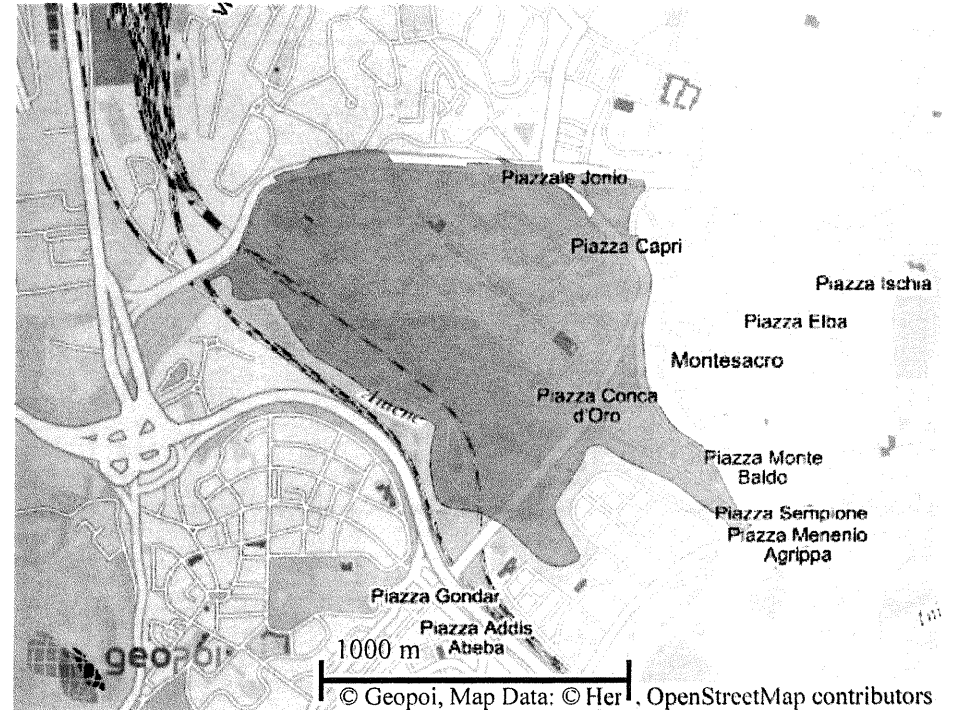 Piazzale Jonio
Piazza Capri
Piazza Ischia
Piazza Elba
Montesacro
Piazza Conca
d'Oro
Aniene
Piazza Monte
Baldo
Piazza Sempione
Piazza Menenio
Agrippa
Piazza Gondar
Piazza Addis
Abeba
geopoi
1000 m
© Geopoi, Map Data: © Her , OpenStreetMap contributors